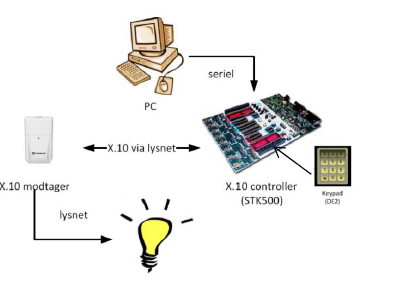 seriel
PC
X.10 via lysnet
X.10 modtager
X.10 controller
(STK500)
Keypad
(DE2)
lysnet